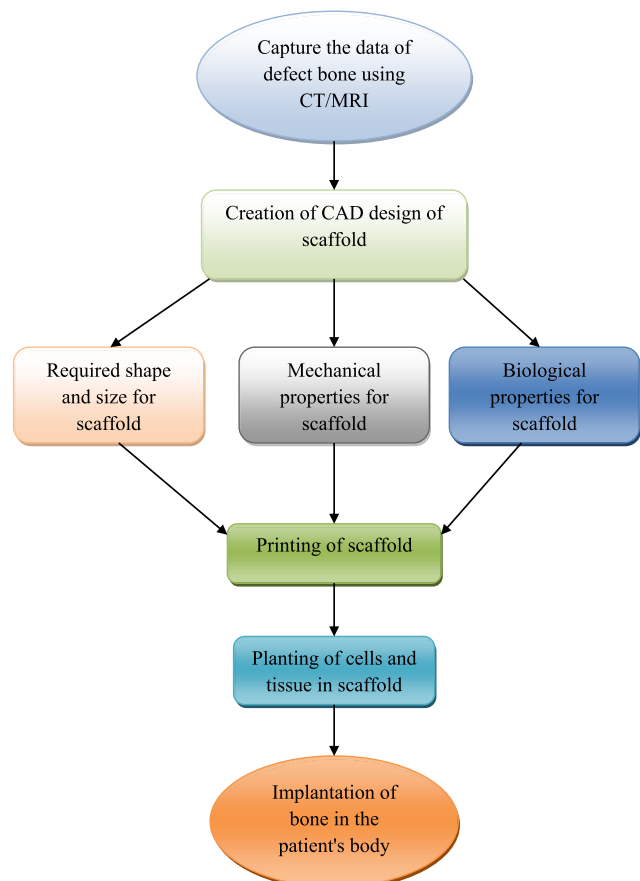 Capture the data of
defect bone using
CT/MRI
Creation of CAD design of
scaffold
Required shape
and size for
scaffold
Mechanical
properties for
scaffold
Biological
properties for
scaffold
Printing of scaffold
Planting of cells and
tissue in scaffold
Implantation of
bone in the
patient's body